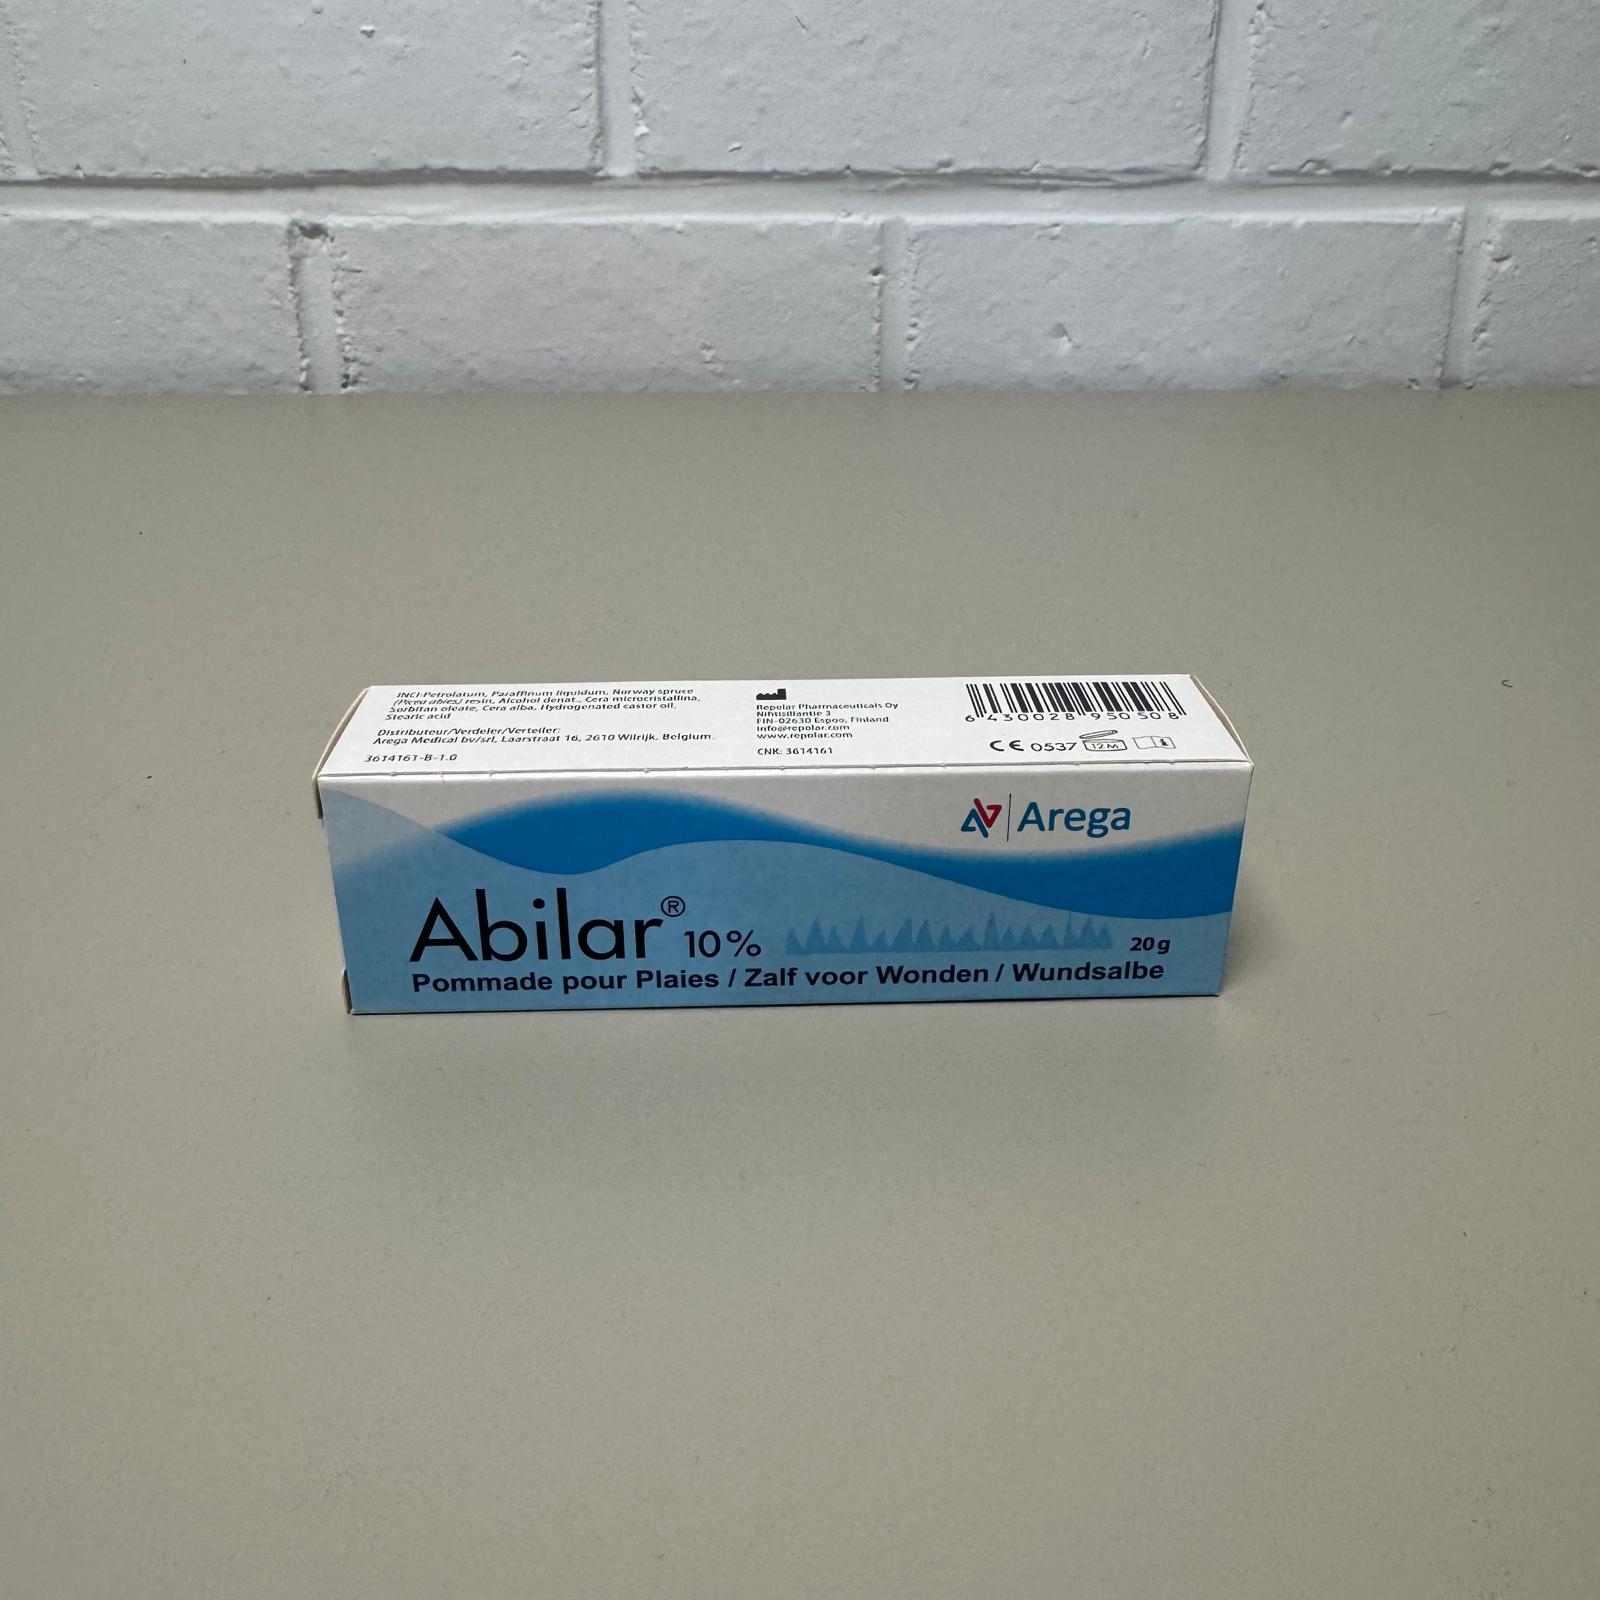 INCI: Petrolatum, Paraffinum liquidum, Norway spruce
(Picea abies) resin, Alcohol denat., Cera microcristallina,
Sorbitan oleate, Cera alba, Hydrogenated castor oil,
Stearic acid
Distributeur/Verdeler/Verteiler:
Arega Medical bv/srl, Laarstraat 16, 2610 Wilrijk, Belgium.
3614161-B-1.0
Repolar Pharmaceuticals Oy
Nihtisillantie 3
FIN-02630 Espoo, Finland
info@repolar.com
www.repolar.com
CNK: 3614161
6 430028 950508
CE 0537 12M
Arega
Abilar® 10%
20 g
Pommade pour Plaies / Zalf voor Wonden / Wundsalbe